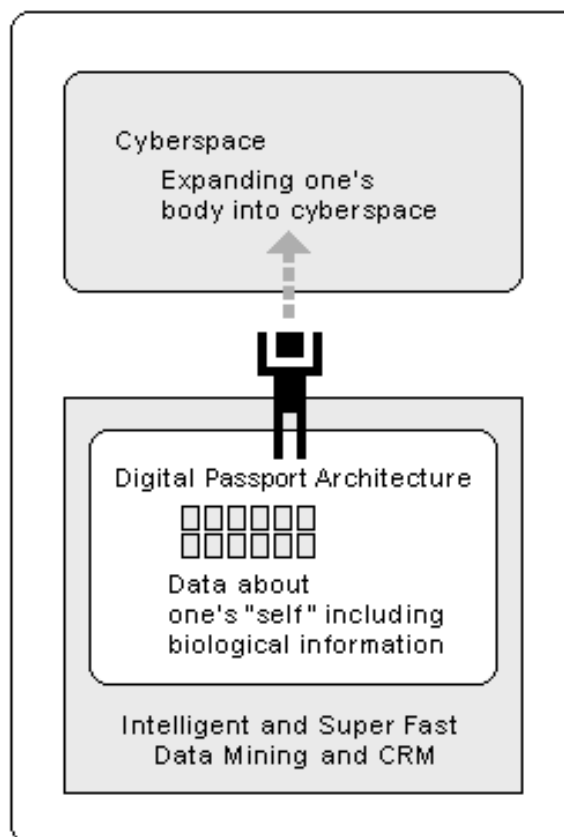 Cyberspace
Expanding one's
body into cyberspace
Digital Passport Architecture
Data about
one's "self" including
biological information
Intelligent and Super Fast
Data Mining and CRM